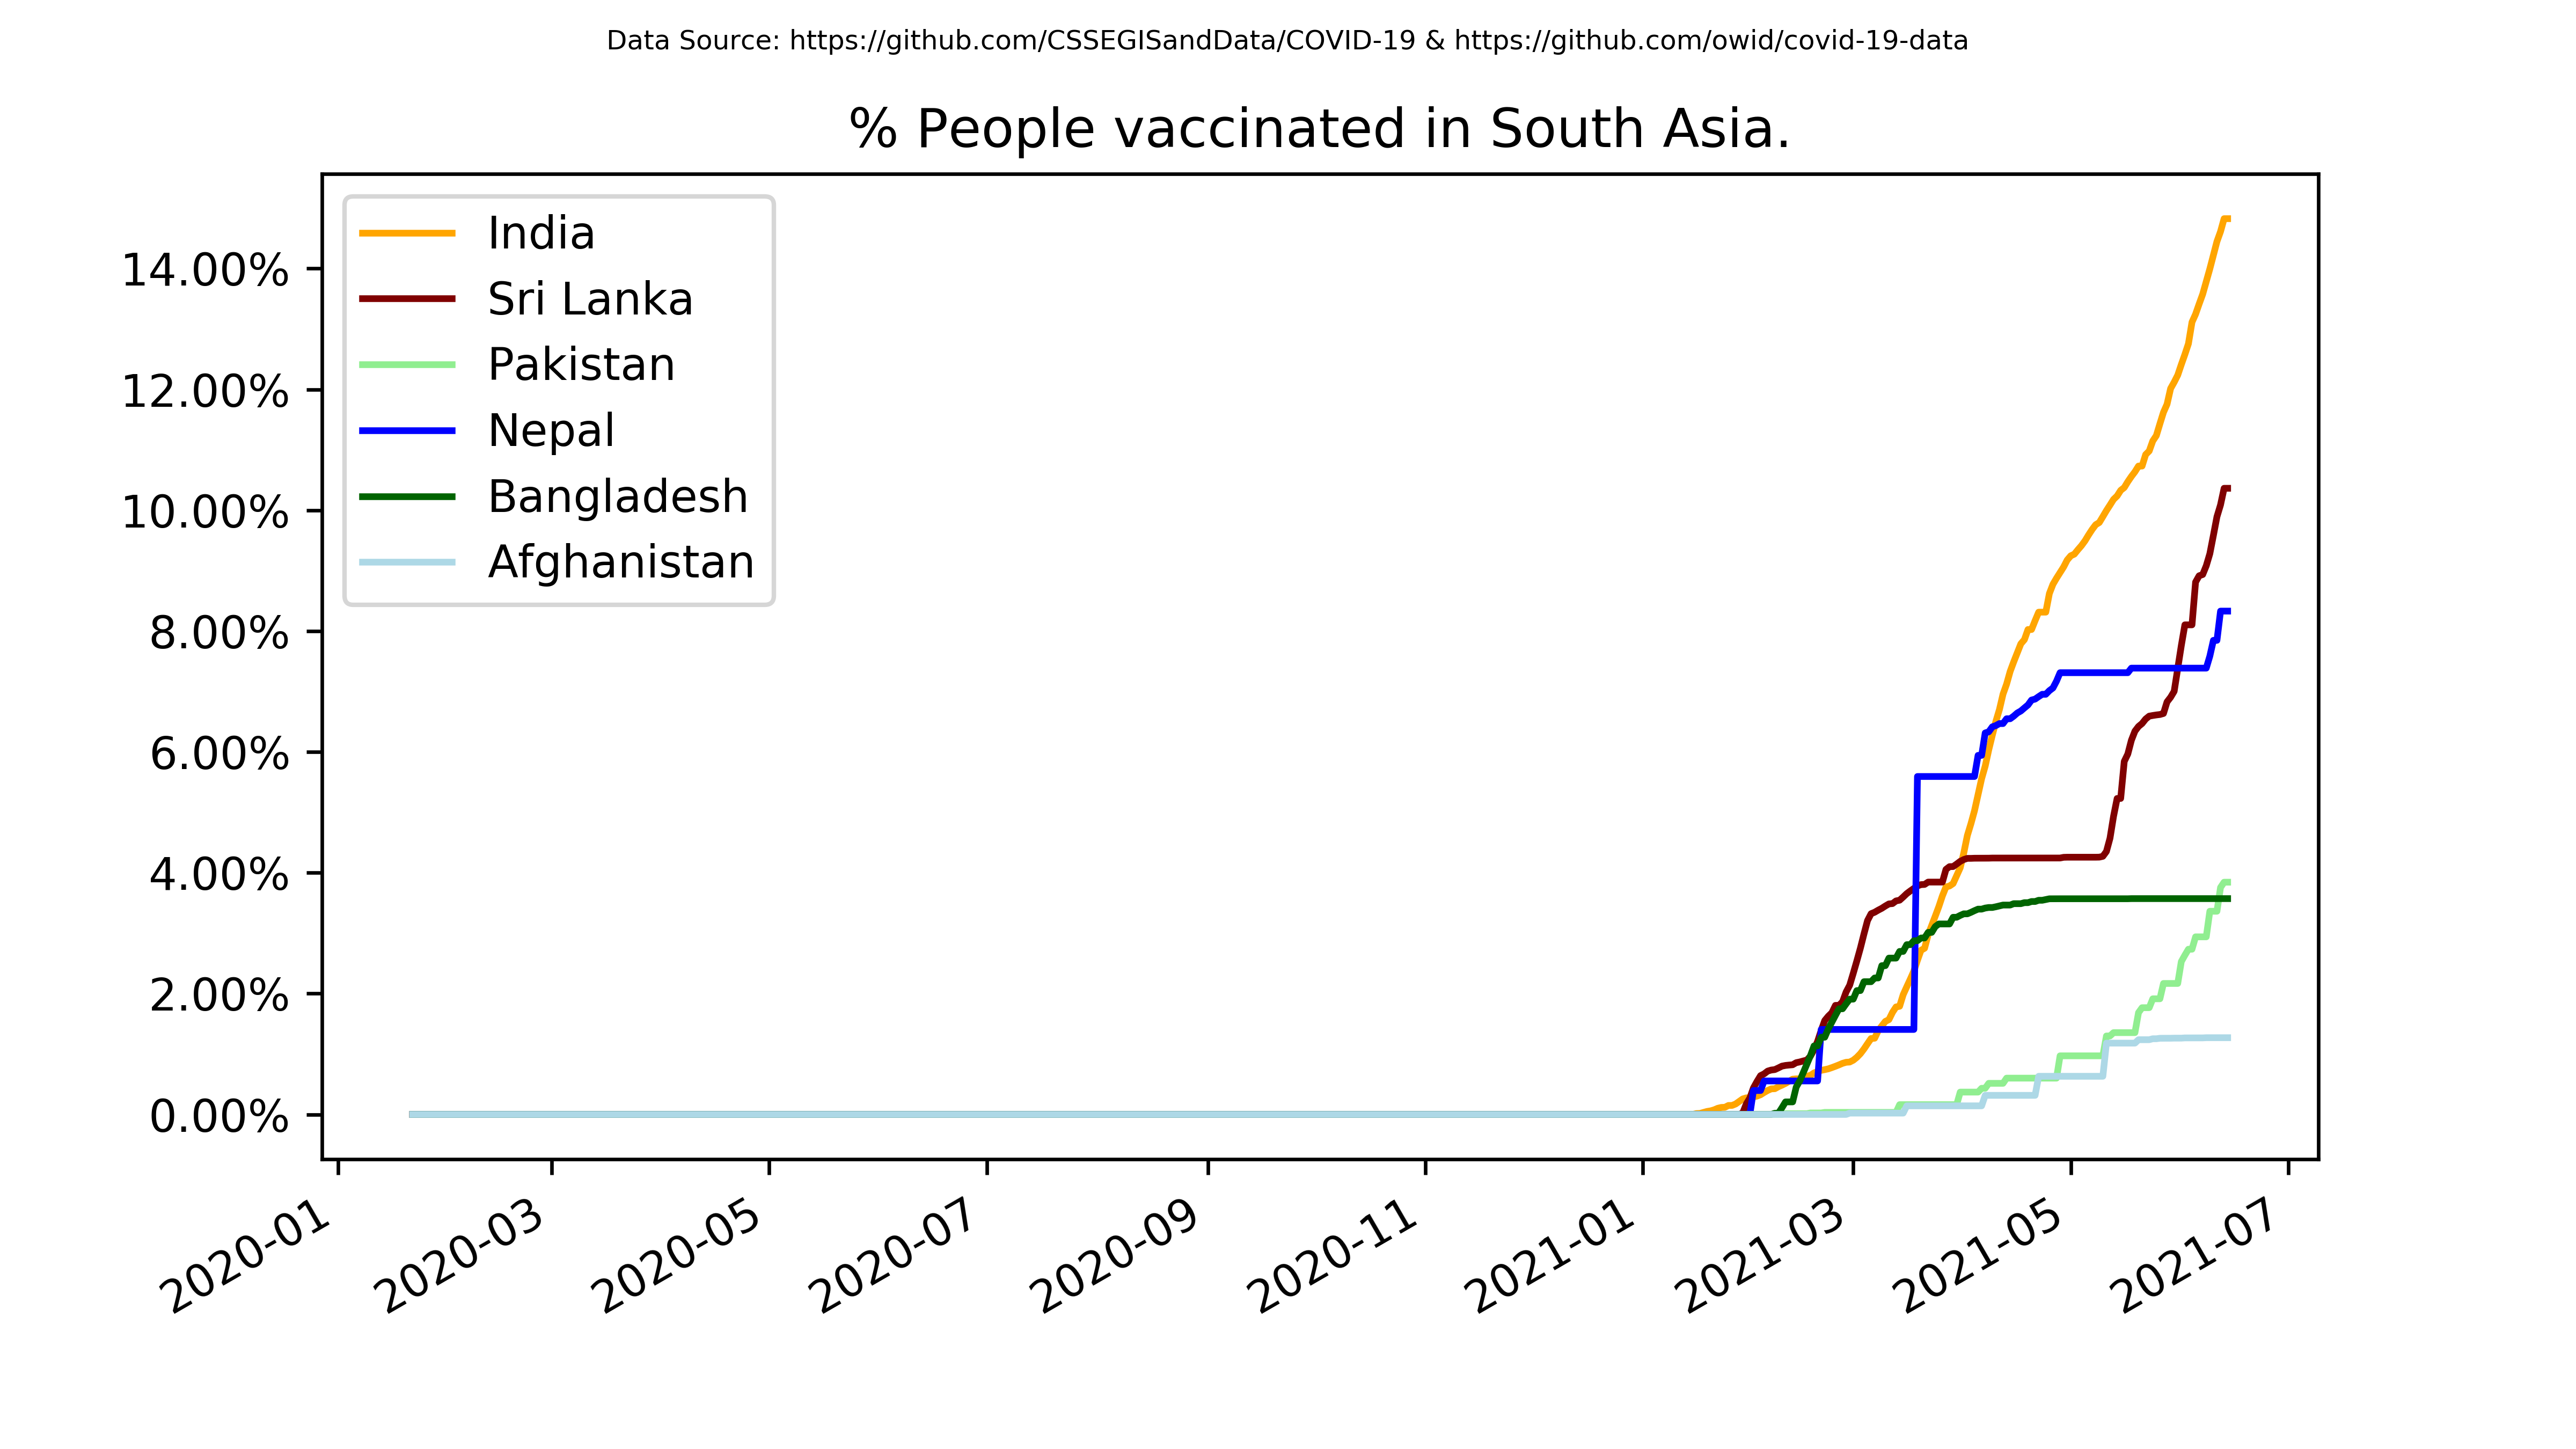 Data Source: https://github.com/CSSEGISandData/COVID-19 & https://github.com/owid/covid-19-data
% People vaccinated in South Asia.
India
Sri Lanka
Pakistan
Nepal
Bangladesh
Afghanistan
14.00%
12.00%
10.00%
8.00%
6.00%
4.00%
2.00%
0.00%
2020-01
2020-03
2020-05
2020-07
2020-09
2020-11
2021-01
2021-03
2021-05
2021-07